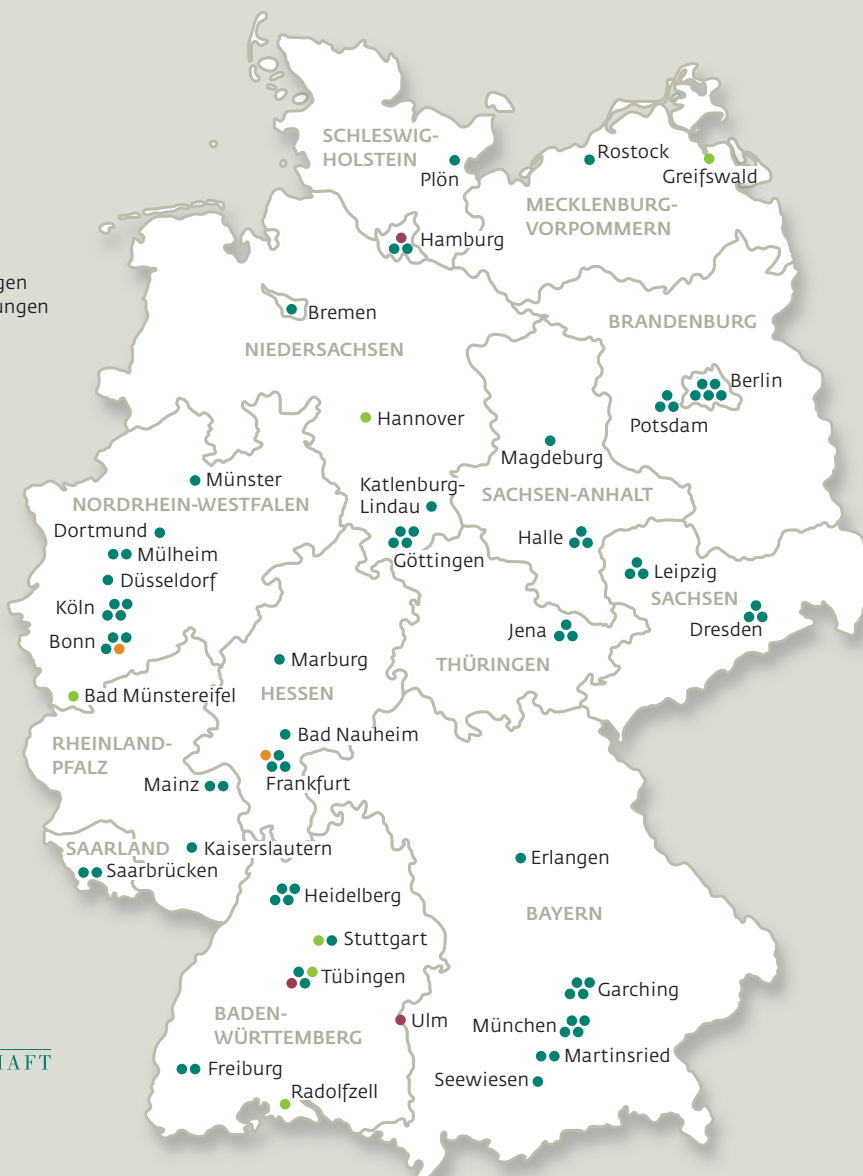 SCHLESWIG-
HOLSTEIN
Plön
Rostock
Greifswald
MECKLENBURG-
VORPOMMERN
Hamburg
Bremen
BRANDENBURG
NIEDERSACHSEN
Berlin
Potsdam
Hannover
Magdeburg
Münster
Katlenburg-
Lindau
SACHSEN-ANHALT
NORDRHEIN-WESTFALEN
Dortmund
Mülheim
Göttingen
Halle
Leipzig
Düsseldorf
SACHSEN
Köln
Dresden
Bonn
Jena
Marburg
THÜRINGEN
HESSEN
Bad Münstereifel
Bad Nauheim
RHEINLAND-
PFALZ
Mainz
Frankfurt
SAARLAND
Kaiserslautern
Saarbrücken
Erlangen
Heidelberg
BAYERN
Stuttgart
Tübingen
Garching
BADEN-
WÜRTTEMBERG
Ulm
München
Martinsried
Freiburg
Seewiesen
Radolfzell